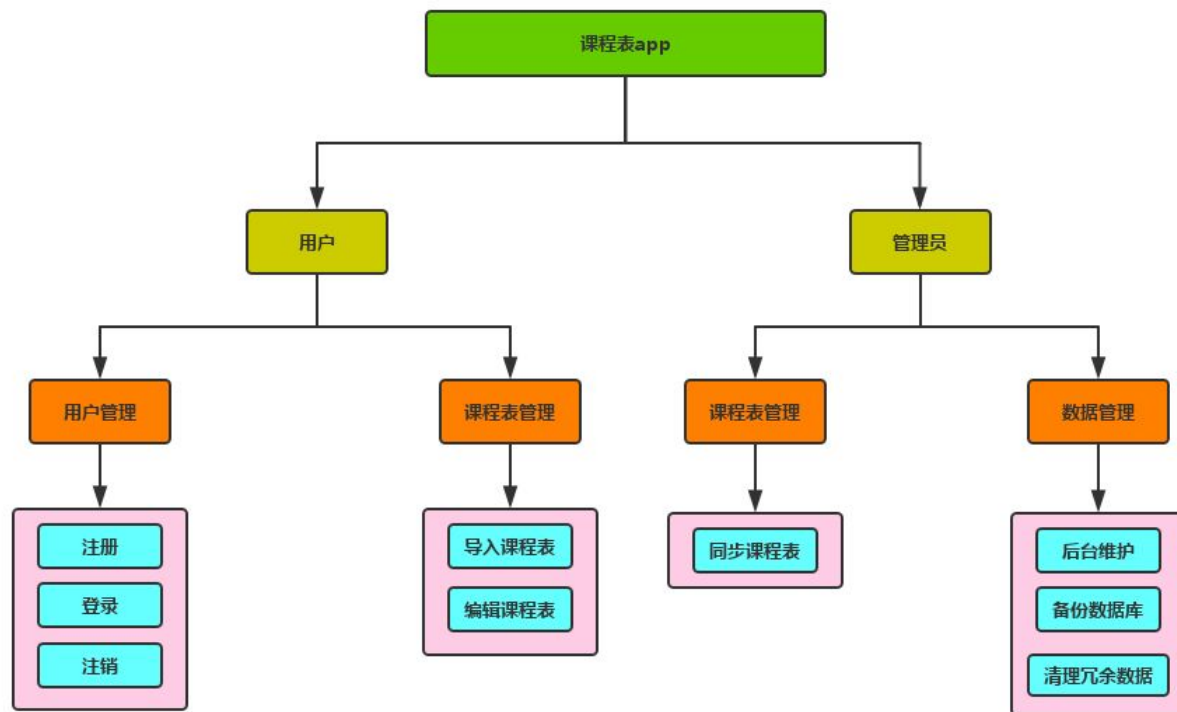 课程表app
用户
管理员
用户管理
课程表管理
课程表管理
数据管理
注册
登录
注销
导入课程表
编辑课程表
同步课程表
后台维护
备份数据库
清理冗余数据